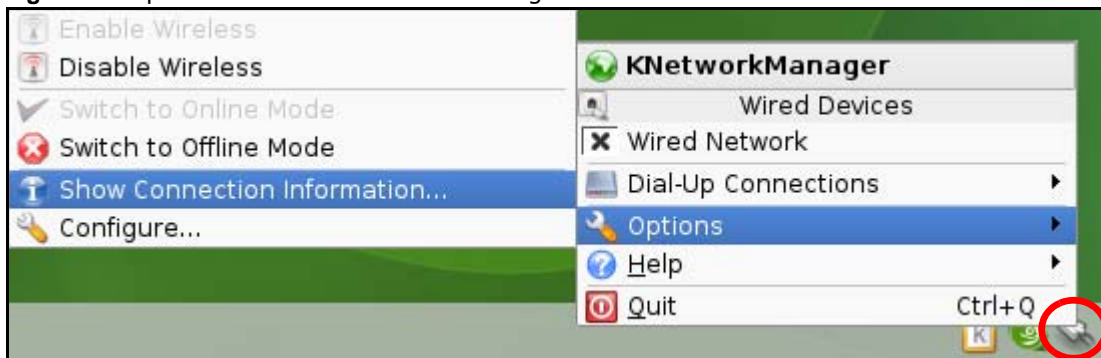 Enable Wireless
Disable Wireless
Switch to Online Mode
Switch to Offline Mode
Show Connection Information...
Configure...
KNetworkManager
Wired Devices
Wired Network
Dial-Up Connections
Options
Help
Quit Ctrl+Q
K